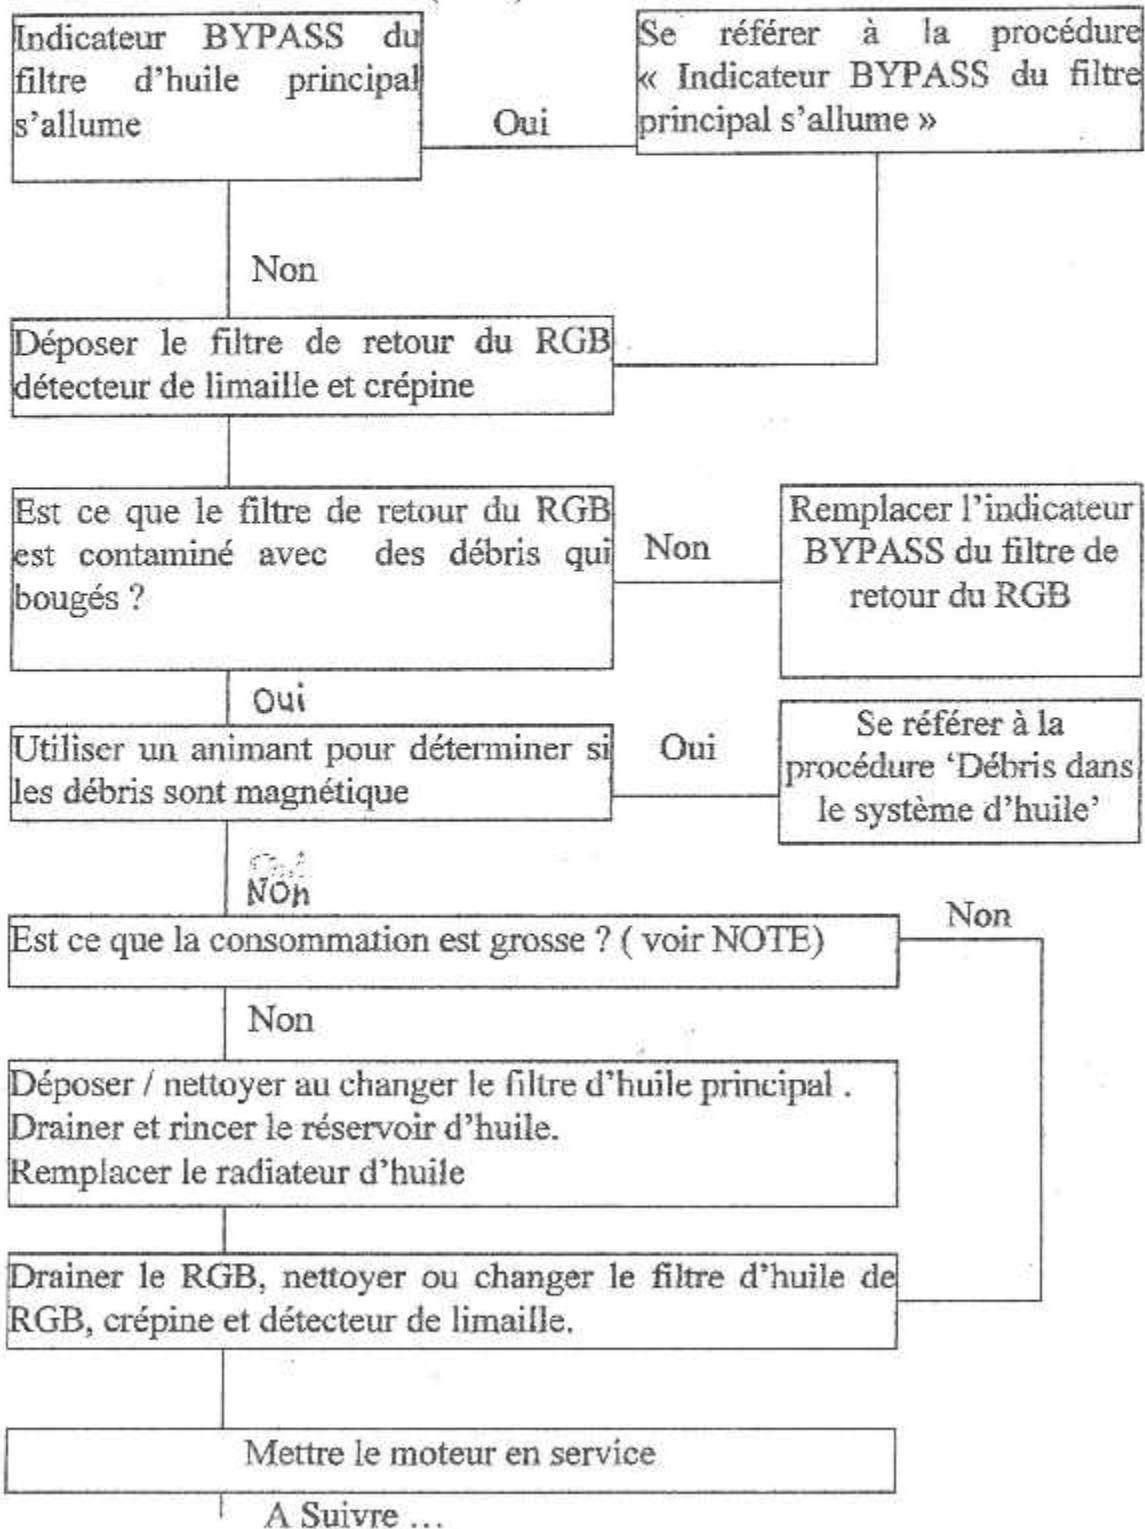 Indicateur BYPASS du
filtre d'huile principal
s'allume
Oui
Se référer à la procédure
« Indicateur BYPASS du filtre
principal s'allume »
Non
Déposer le filtre de retour du RGB
détecteur de limaille et crépine
Est ce que le filtre de retour du RGB
est contaminé avec des débris qui
bougés ?
Non
Remplacer l'indicateur
BYPASS du filtre de
retour du RGB
Oui
Utiliser un animant pour déterminer si
les débris sont magnétique
Oui
Se référer à la
procédure ‘Débris dans
le système d'huile’
Non
Est ce que la consommation est grosse ? ( voir NOTE)
Non
Non
Déposer / nettoyer au changer le filtre d'huile principal .
Drainer et rincer le réservoir d'huile.
Remplacer le radiateur d'huile
Drainer le RGB, nettoyer ou changer le filtre d'huile de
RGB, crépine et détecteur de limaille.
Mettre le moteur en service
A Suivre ...